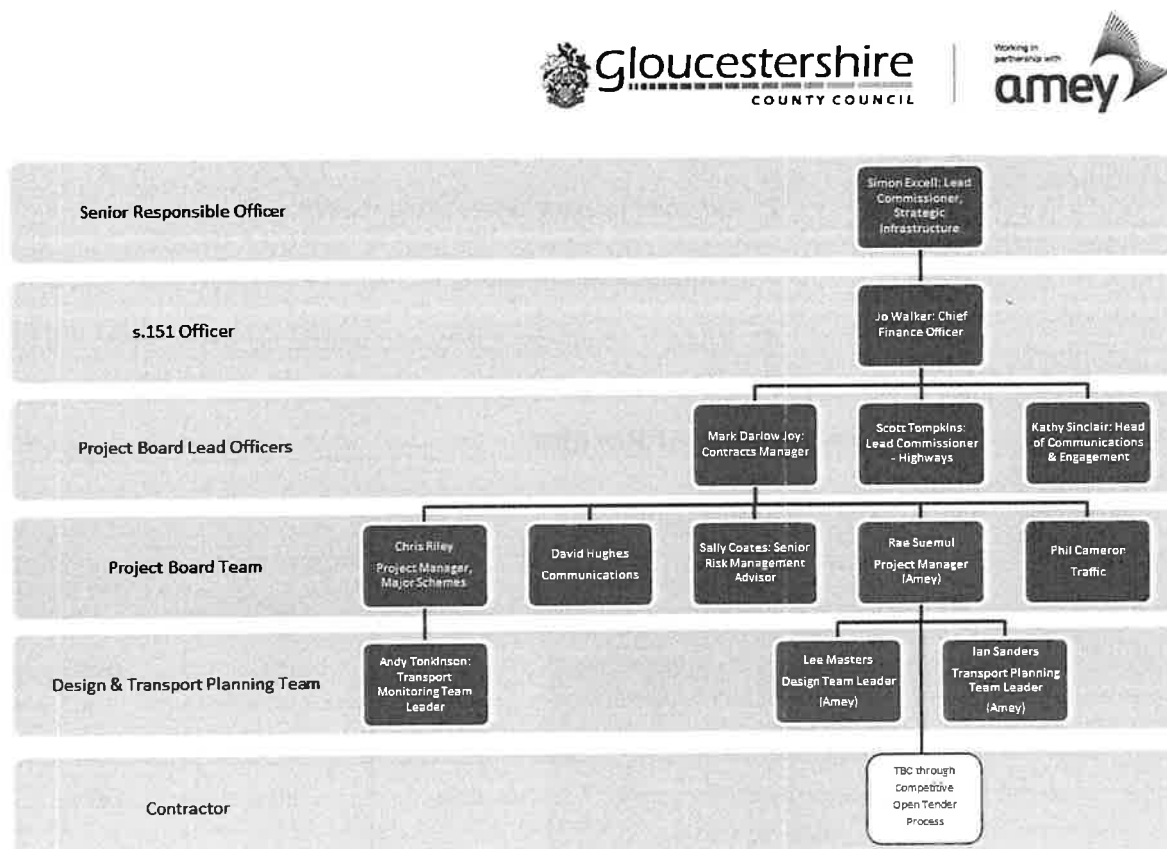 Gloucestershire
COUNTY COUNCIL
Working in
partnership with
amey
Senior Responsible Officer
Simon Excell: Lead
Commissioner,
Strategic
Infrastructure
s.151 Officer
Jo Walker: Chief
Finance Officer
Project Board Lead Officers
Mark Darlow Joy:
Contracts Manager
Scott Tompkins:
Lead Commissioner
- Highways
Kathy Sinclair: Head
of Communications
& Engagement
Project Board Team
Chris Riley
Project Manager,
Major Schemes
David Hughes
Communications
Sally Coates: Senior
Risk Management
Advisor
Rae Suemul
Project Manager
(Amey)
Phil Cameron
Traffic
Design & Transport Planning Team
Andy Tonkinson:
Transport
Monitoring Team
Leader
Lee Masters
Design Team Leader
(Amey)
Ian Sanders
Transport Planning
Team Leader
(Amey)
Contractor
TBC through
Competitive
Open Tender
Process